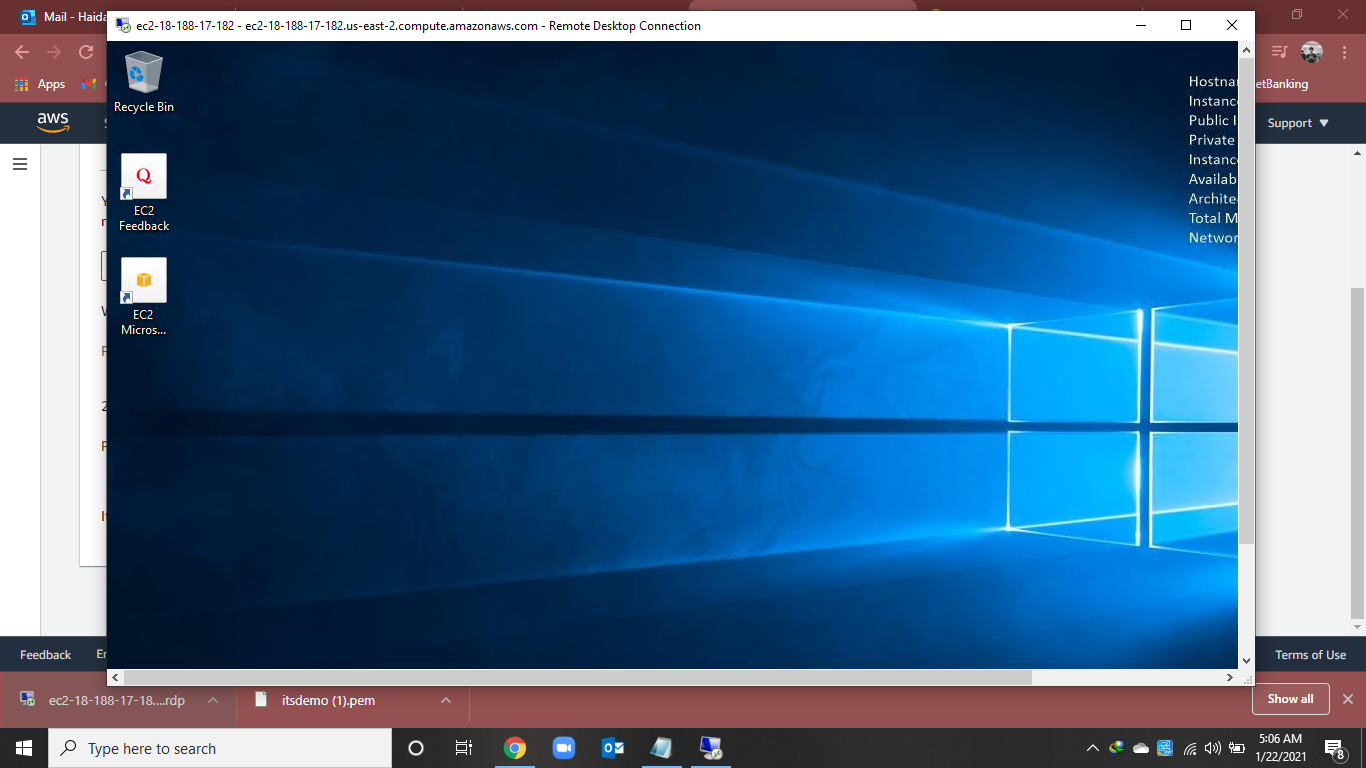 Mail - Haida
ec2-18-188-17-182 - ec2-18-188-17-182.us-east-2.compute.amazonaws.com - Remote Desktop Connection
Apps
etBanking
aws
Support
Recycle Bin
EC2
Feedback
EC2
Micros...
Hostna
Instanc
Public I
Private
Instanc
Availab
Archite
Total M
Networ
Feedback
Terms of Use
ec2-18-188-17-18....rdp
itsdemo (1).pem
Show all
Type here to search
5:06 AM
1/22/2021
8